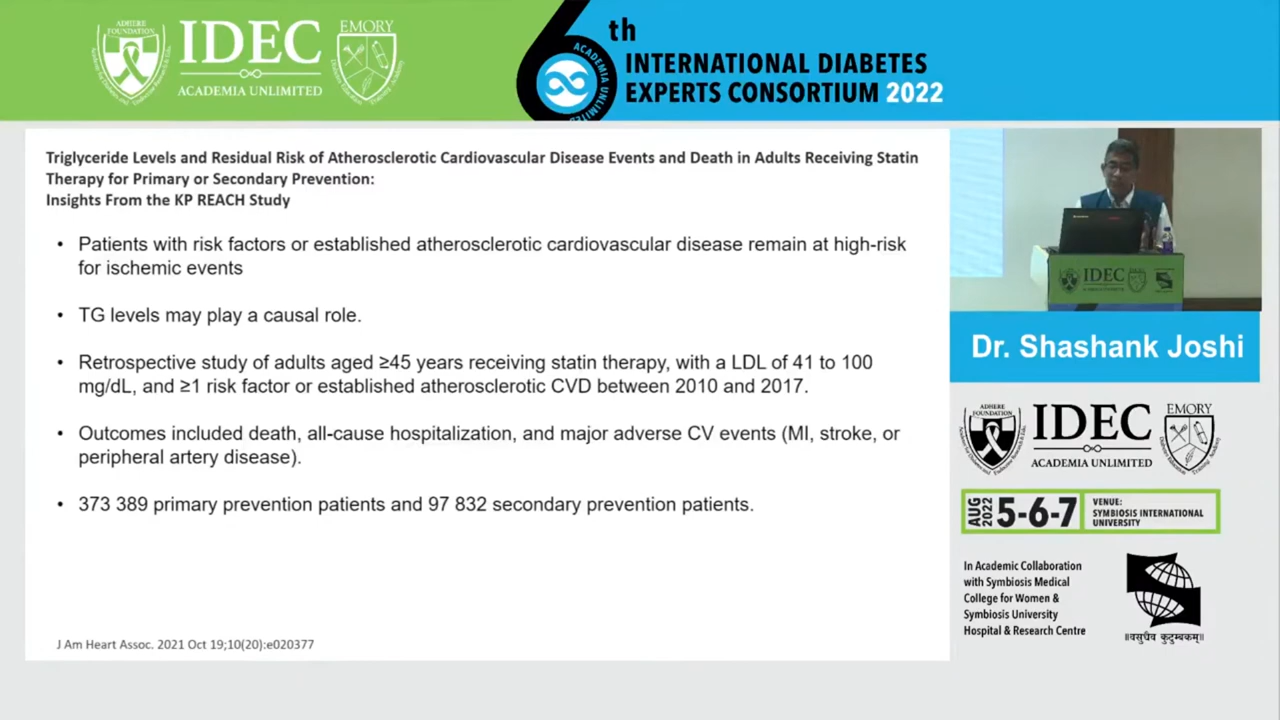 ADHERE
FOUNDATION
IDEC
ACADEMIA UNLIMITED
EMORY
6th
ACADEMIA UNLIMITED
INTERNATIONAL DIABETES
EXPERTS CONSORTIUM 2022
Triglyceride Levels and Residual Risk of Atherosclerotic Cardiovascular Disease Events and Death in Adults Receiving Statin
Therapy for Primary or Secondary Prevention:
Insights From the KP REACH Study
• Patients with risk factors or established atherosclerotic cardiovascular disease remain at high-risk
for ischemic events
• TG levels may play a causal role.
• Retrospective study of adults aged ≥45 years receiving statin therapy, with a LDL of 41 to 100
mg/dL, and ≥1 risk factor or established atherosclerotic CVD between 2010 and 2017.
• Outcomes included death, all-cause hospitalization, and major adverse CV events (MI, stroke, or
peripheral artery disease).
• 373 389 primary prevention patients and 97 832 secondary prevention patients.
J Am Heart Assoc. 2021 Oct 19;10(20):e020377
IDEC
Dr. Shashank Joshi
ADHERE
FOUNDATION
IDEC
ACADEMIA UNLIMITED
EMORY
AUG
2022
5-6-7
VENUE:
SYMBIOSIS INTERNATIONAL
UNIVERSITY
In Academic Collaboration
with Symbiosis Medical
College for Women &
Symbiosis University
Hospital & Research Centre
॥वसुधैव कुटुम्बकम्॥